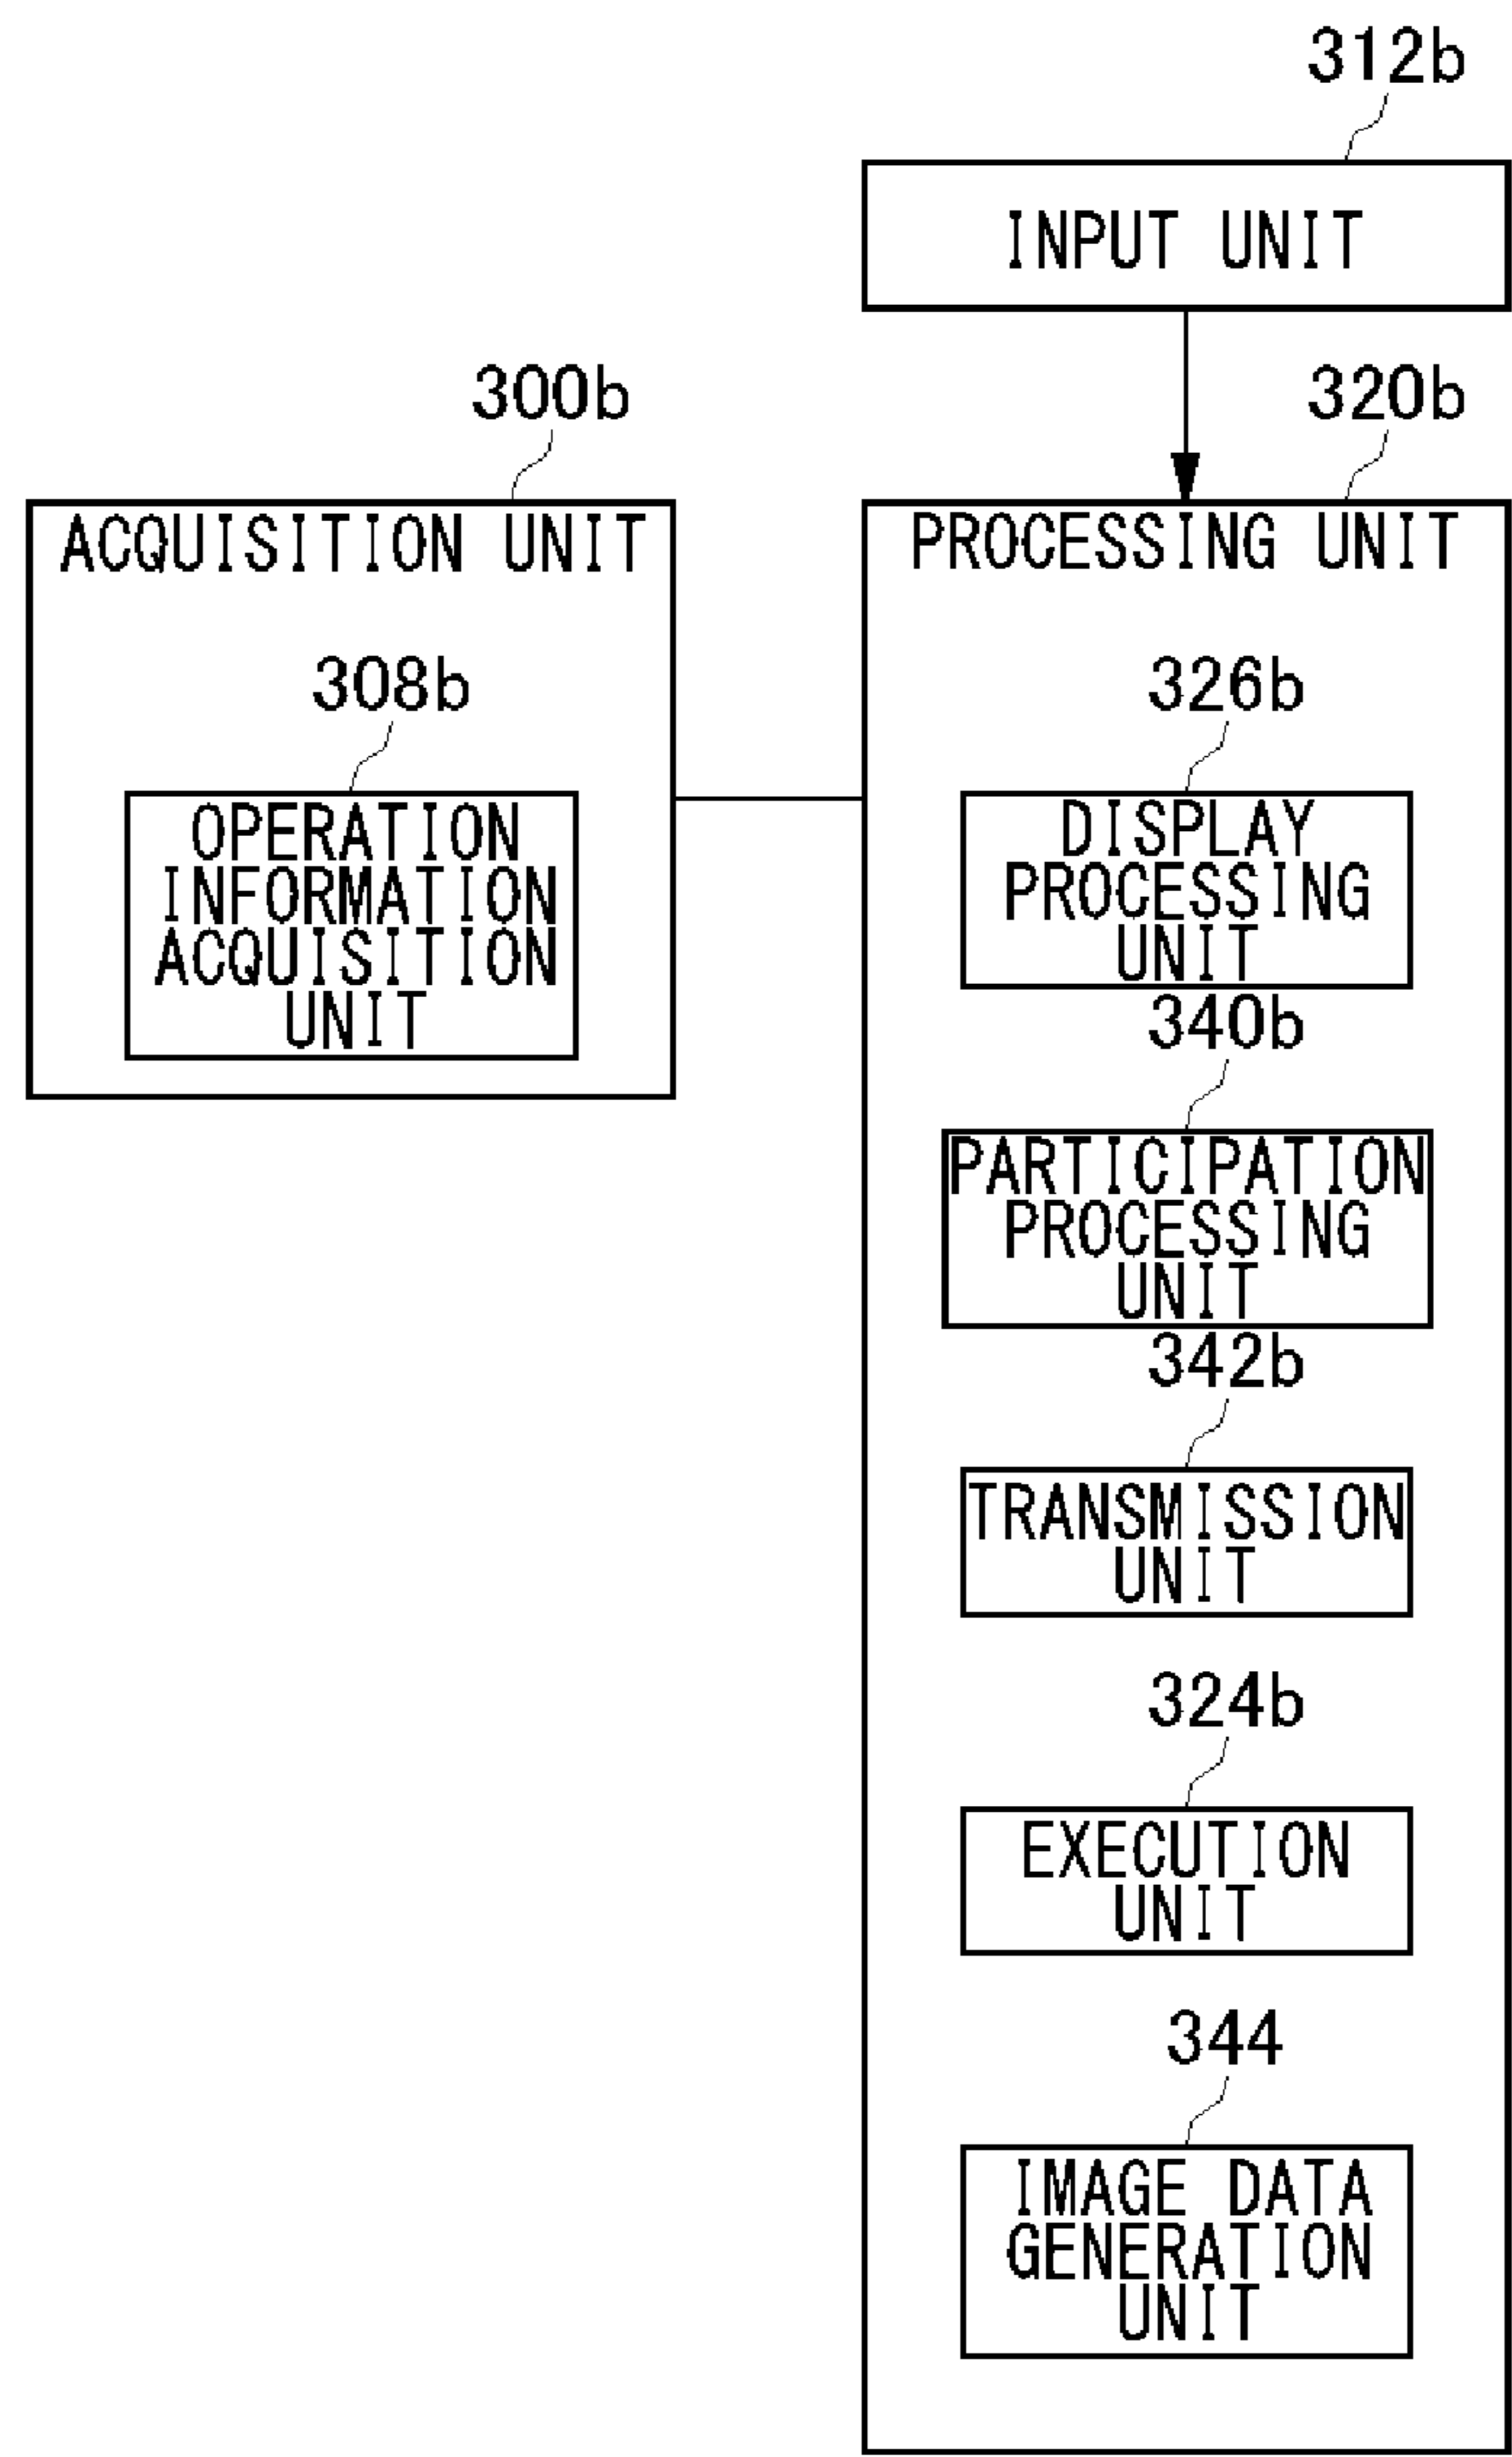 312b
INPUT UNIT
300b
320b
ACQUISITION UNIT
PROCESSING UNIT
308b
OPERATION
INFORMATION
ACQUISITION
UNIT
326b
DISPLAY
PROCESSING
UNIT
340b
PARTICIPATION
PROCESSING
UNIT
342b
TRANSMISSION
UNIT
324b
EXECUTION
UNIT
344
IMAGE DATA
GENERATION
UNIT